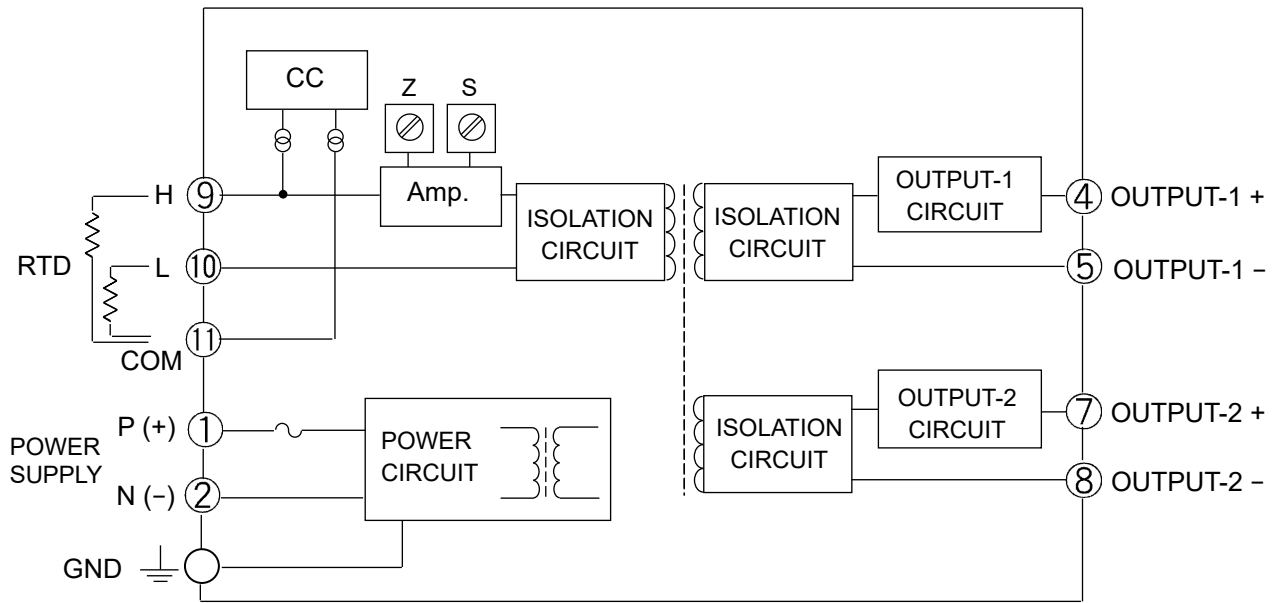 CC
Z
S
H
9
Amp.
ISOLATION
CIRCUIT
ISOLATION
CIRCUIT
OUTPUT-1
CIRCUIT
4
OUTPUT-1 +
RTD
L
10
5
OUTPUT-1 −
COM
11
POWER
SUPPLY
P (+)
1
N (−)
2
POWER
CIRCUIT
ISOLATION
CIRCUIT
OUTPUT-2
CIRCUIT
7
OUTPUT-2 +
8
OUTPUT-2 −
GND